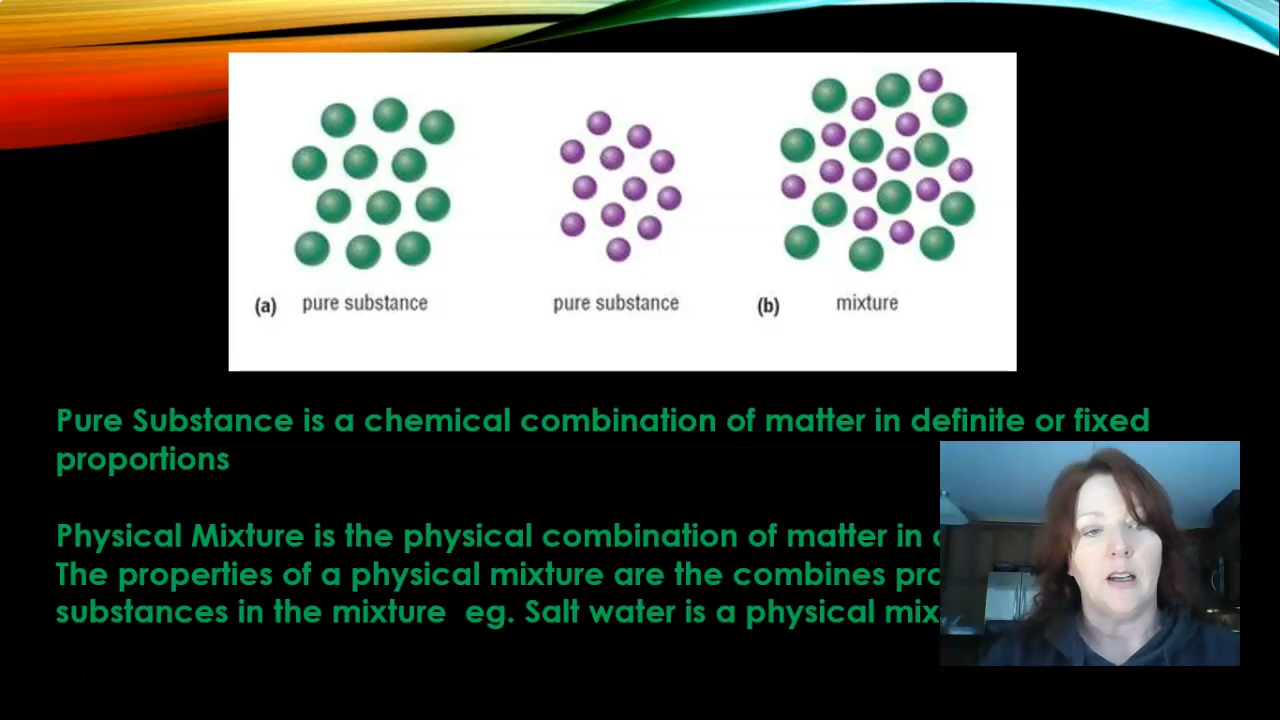 (a) pure substance pure substance (b) mixture
Pure Substance is a chemical combination of matter in definite or fixed
proportions
Physical Mixture is the physical combination of matter in
The properties of a physical mixture are the combines
substances in the mixture eg. Salt water is a physical